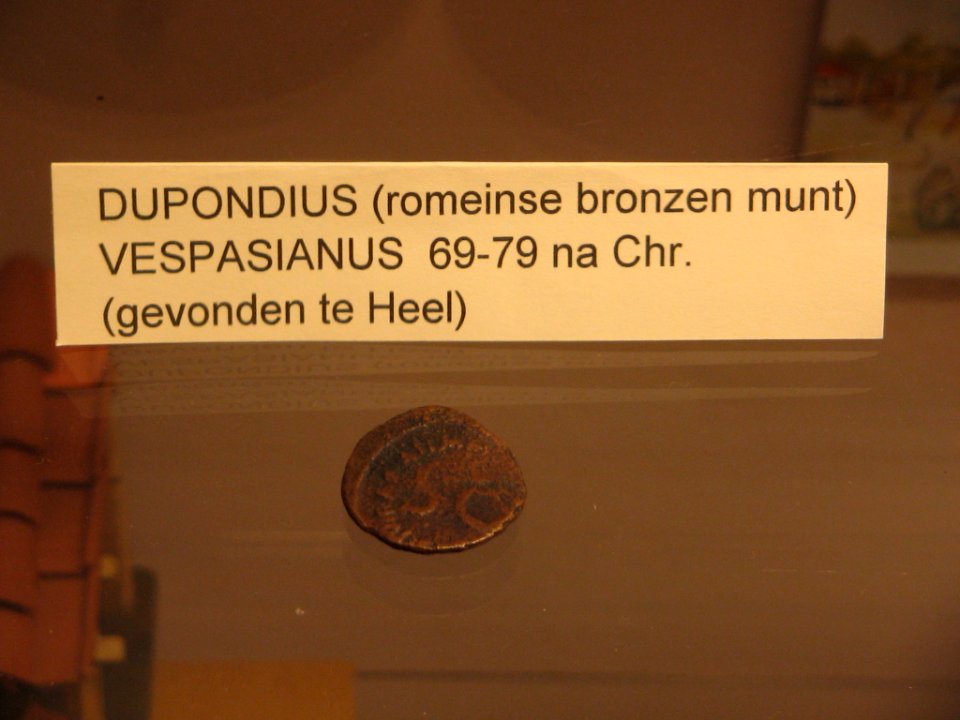 DUPONDIUS (romeinse bronzen munt)
VESPASIANUS 69-79 na Chr.
(gevonden te Heel)